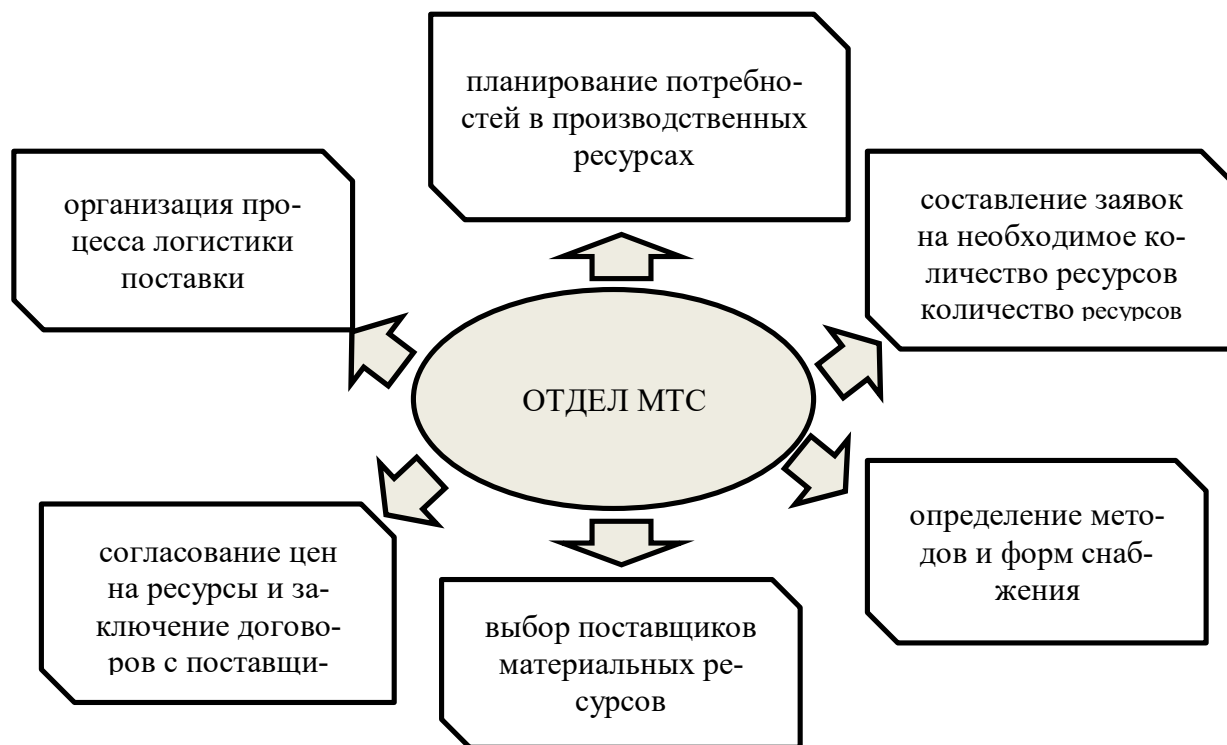 планирование потребно-
стей в производственных
ресурсах
организация про-
цесса логистики
поставки
составление заявок
на необходимое ко-
личество ресурсов
количество ресурсов
ОТДЕЛ МТС
согласование цен
на ресурсы и за-
ключение догово-
ров с поставщи-
выбор поставщиков
материальных ре-
сурсов
определение мето-
дов и форм снаб-
жения